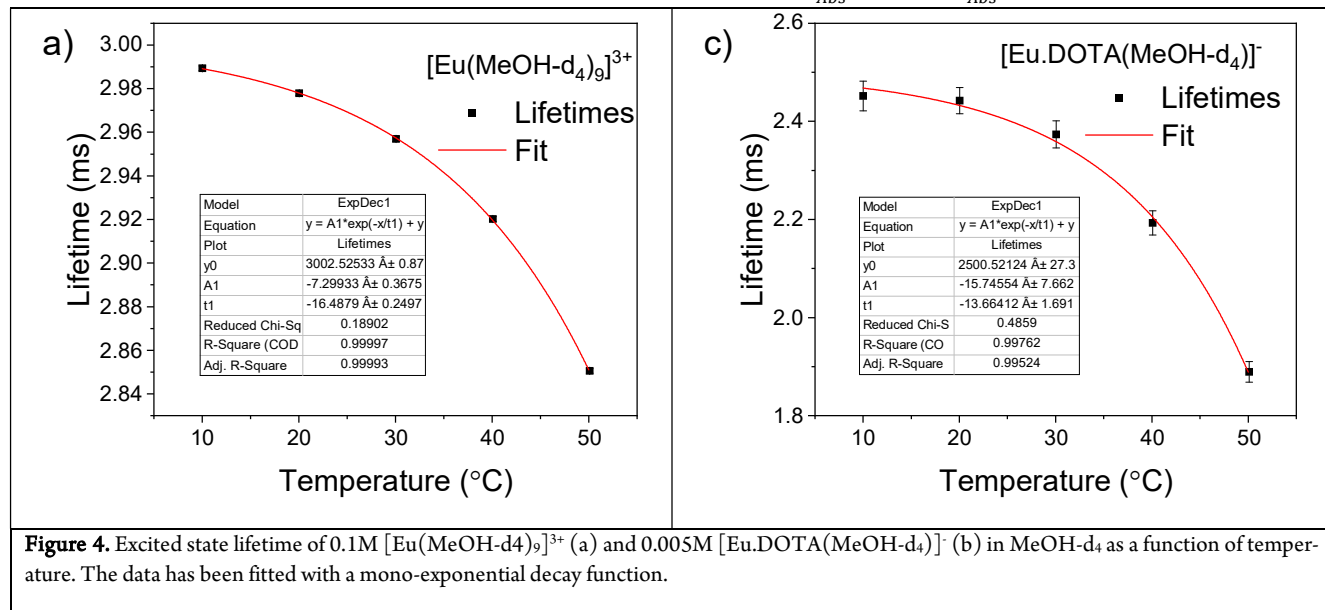 Abs Abs
a)
[Eu(MeOH-d₄)₉]³⁺
Lifetimes
Fit
Lifetime (ms)
3.00
2.98
2.96
2.94
2.92
2.90
2.88
2.86
2.84
Model ExpDec1
Equation y = A1*exp(-x/t1) + y
Plot Lifetimes
y0 3002.52533 Â± 0.87
A1 -7.29933 Â± 0.3675
t1 -16.4879 Â± 0.2497
Reduced Chi-Sq 0.18902
R-Square (COD 0.99997
Adj. R-Square 0.99993
10 20 30 40 50
Temperature (°C)
c)
[Eu.DOTA(MeOH-d₄)]⁻
Lifetimes
Fit
Lifetime (ms)
2.6
2.4
2.2
2.0
1.8
Model ExpDec1
Equation y = A1*exp(-x/t1) + y
Plot Lifetimes
y0 2500.52124 Â± 27.3
A1 -15.74554 Â± 7.662
t1 -13.66412 Â± 1.691
Reduced Chi-S 0.4859
R-Square (CO 0.99762
Adj. R-Square 0.99524
10 20 30 40 50
Temperature (°C)
Figure 4. Excited state lifetime of 0.1M [Eu(MeOH-d4)₉]³⁺ (a) and 0.005M [Eu.DOTA(MeOH-d₄)]⁻ (b) in MeOH-d₄ as a function of temper-
ature. The data has been fitted with a mono-exponential decay function.